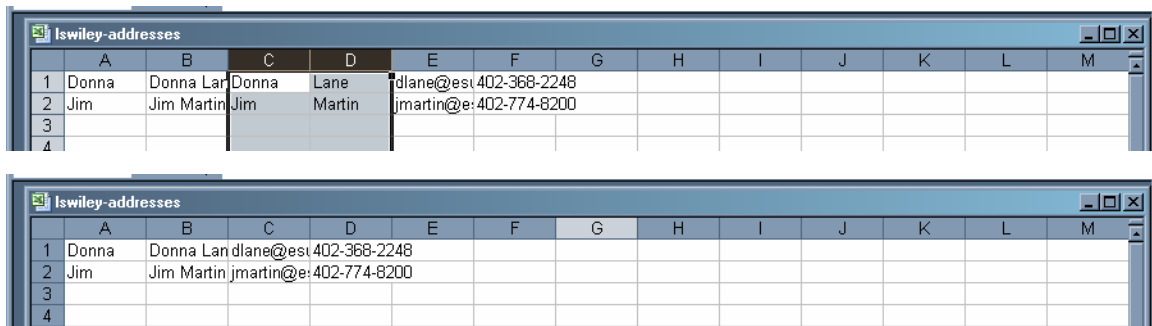 lswiley-addresses
A B C D E F G H I J K L M
1 Donna Donna Lan Donna Lane dlane@esu 402-368-2248
2 Jim Jim Martin Jim Martin jmartin@e 402-774-8200
3
4
lswiley-addresses
A B C D E F G H I J K L M
1 Donna Donna Lan dlane@esu 402-368-2248
2 Jim Jim Martin jmartin@e 402-774-8200
3
4